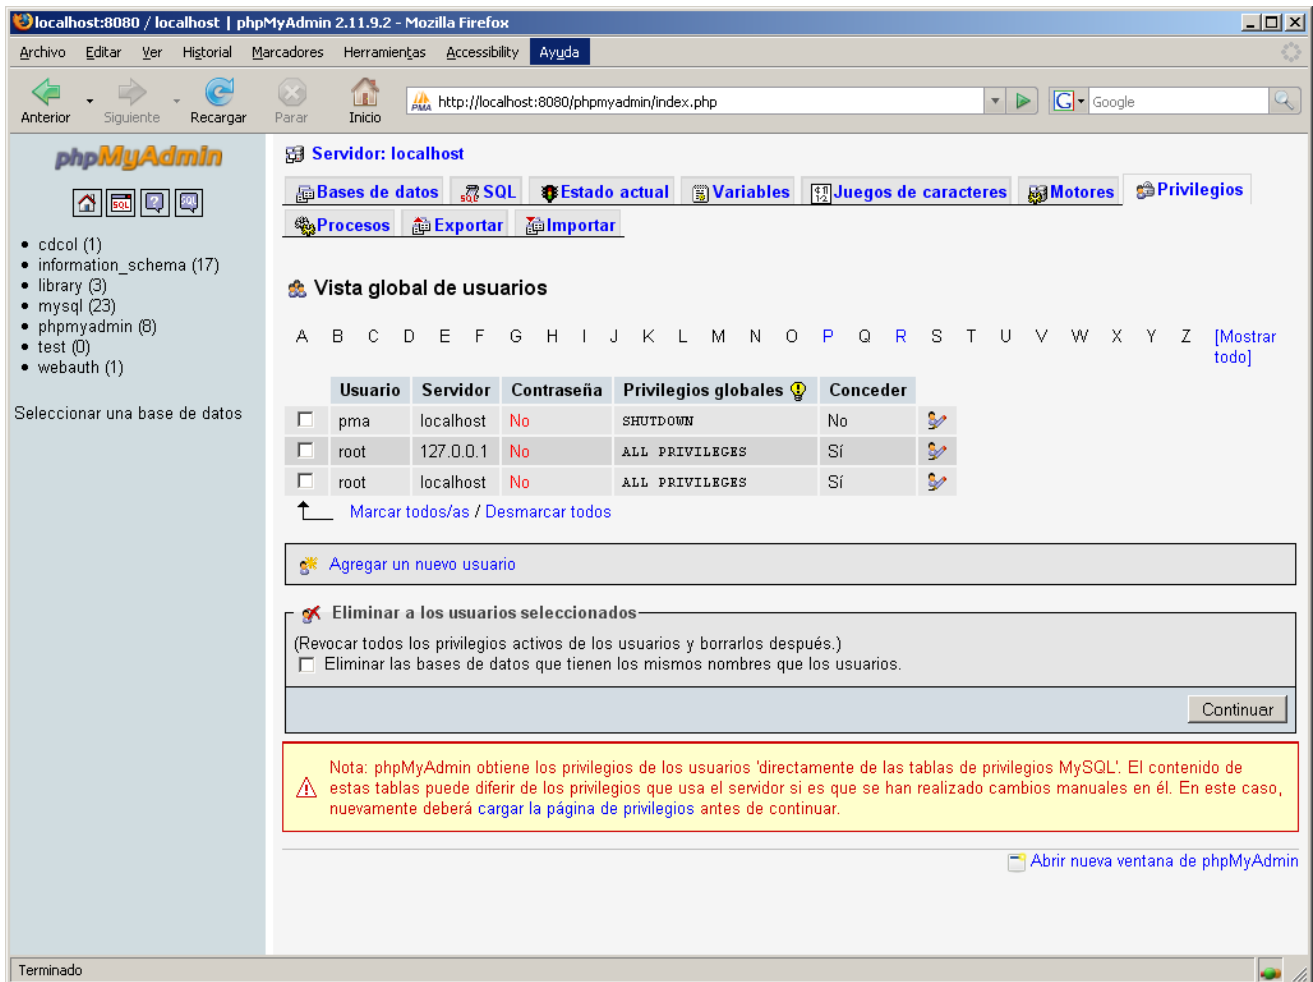 localhost:8080 / localhost | phpMyAdmin 2.11.9.2 - Mozilla Firefox
Archivo Editar Ver Historial Marcadores Herramientas Accessibility Ayuda
Anterior Siguiente Recargar Parar Inicio PMA http://localhost:8080/phpmyadmin/index.php G Google
phpMyAdmin
SQL ? SQL
cdcol (1)
information_schema (17)
library (3)
mysql (23)
phpmyadmin (8)
test (0)
webauth (1)
Seleccionar una base de datos
Servidor: localhost
Bases de datos SQL Estado actual Variables Juegos de caracteres Motores Privilegios
Procesos Exportar Importar
Vista global de usuarios
A B C D E F G H I J K L M N O P Q R S T U V W X Y Z [Mostrar
todo]
Usuario Servidor Contraseña Privilegios globales Conceder
pma localhost No SHUTDOWN No
root 127.0.0.1 No ALL PRIVILEGES Sí
root localhost No ALL PRIVILEGES Sí
Marcar todos/as / Desmarcar todos
Agregar un nuevo usuario
Eliminar a los usuarios seleccionados
(Revocar todos los privilegios activos de los usuarios y borrarlos después.)
Eliminar las bases de datos que tienen los mismos nombres que los usuarios.
Continuar
Nota: phpMyAdmin obtiene los privilegios de los usuarios 'directamente de las tablas de privilegios MySQL'. El contenido de
estas tablas puede diferir de los privilegios que usa el servidor si es que se han realizado cambios manuales en él. En este caso,
nuevamente deberá cargar la página de privilegios antes de continuar.
Abrir nueva ventana de phpMyAdmin
Terminado